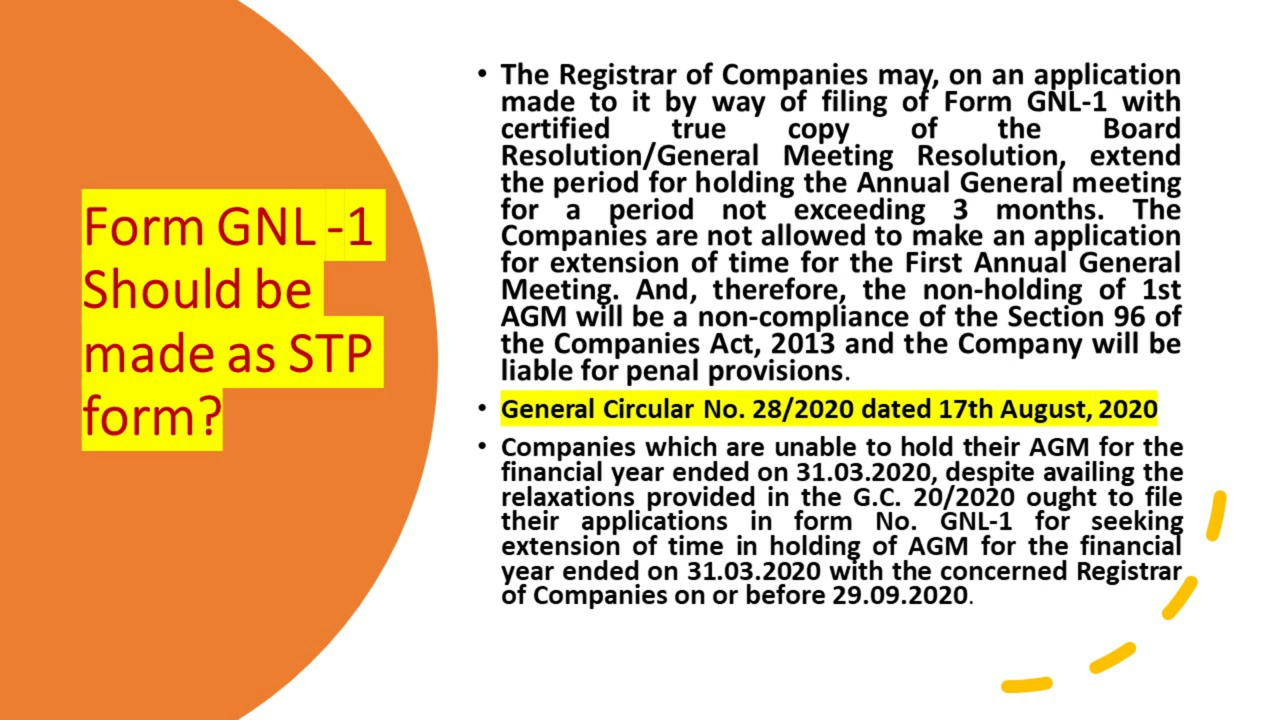 Form GNL -1
Should be
made as STP
form?
• The Registrar of Companies may, on an application
made to it by way of filing of Form GNL-1 with
certified true copy of the Board
Resolution/General Meeting Resolution, extend
the period for holding the Annual General meeting
for a period not exceeding 3 months. The
Companies are not allowed to make an application
for extension of time for the First Annual General
Meeting. And, therefore, the non-holding of 1st
AGM will be a non-compliance of the Section 96 of
the Companies Act, 2013 and the Company will be
liable for penal provisions.
• General Circular No. 28/2020 dated 17th August, 2020
• Companies which are unable to hold their AGM for the
financial year ended on 31.03.2020, despite availing the
relaxations provided in the G.C. 20/2020 ought to file
their applications in form No. GNL-1 for seeking
extension of time in holding of AGM for the financial
year ended on 31.03.2020 with the concerned Registrar
of Companies on or before 29.09.2020.